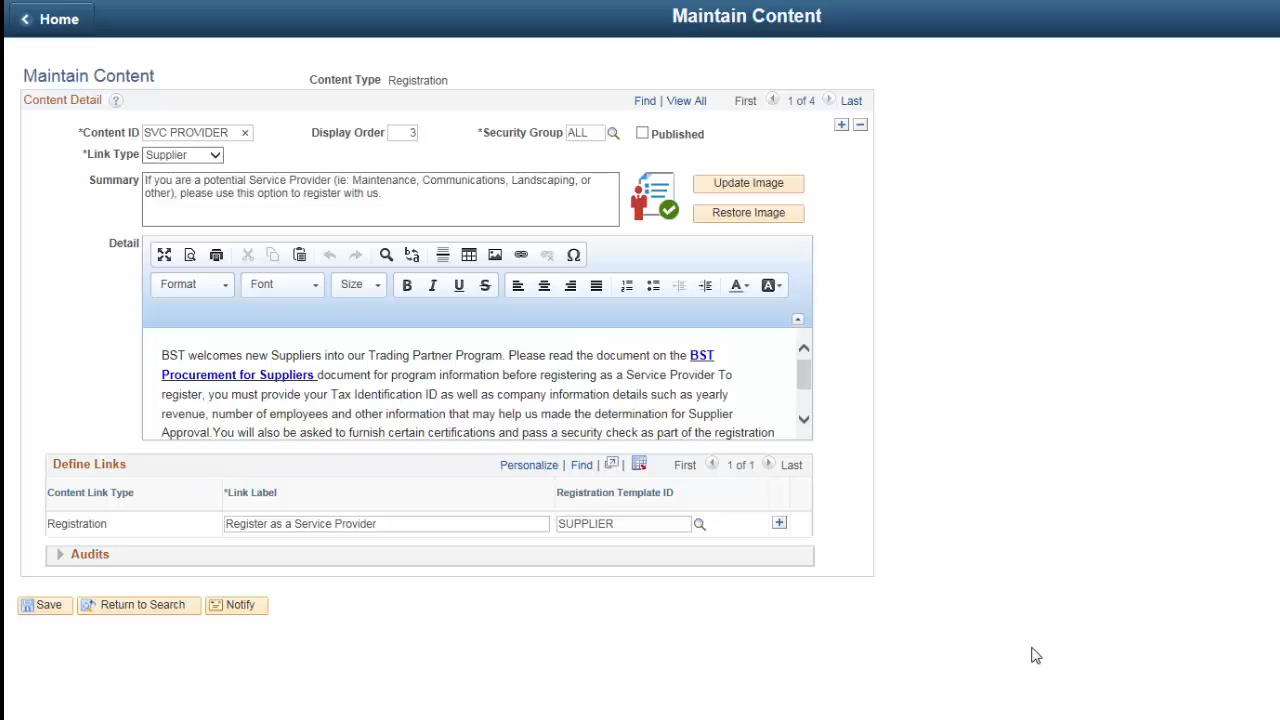 Home
Maintain Content
Maintain Content
Content Type Registration
Content Detail ?
Find | View All First 1 of 4 Last
*Content ID SVC PROVIDER × Display Order 3 *Security Group ALL Published
*Link Type Supplier
Summary If you are a potential Service Provider (ie: Maintenance, Communications, Landscaping, or
other), please use this option to register with us.
Update Image
Restore Image
Detail
Format Font Size B I U S A A
BST welcomes new Suppliers into our Trading Partner Program. Please read the document on the BST
Procurement for Suppliers document for program information before registering as a Service Provider To
register, you must provide your Tax Identification ID as well as company information details such as yearly
revenue, number of employees and other information that may help us made the determination for Supplier
Approval.You will also be asked to furnish certain certifications and pass a security check as part of the registration
Define Links
Personalize | Find | | First 1 of 1 Last
Content Link Type *Link Label Registration Template ID
Registration Register as a Service Provider SUPPLIER
Audits
Save Return to Search Notify